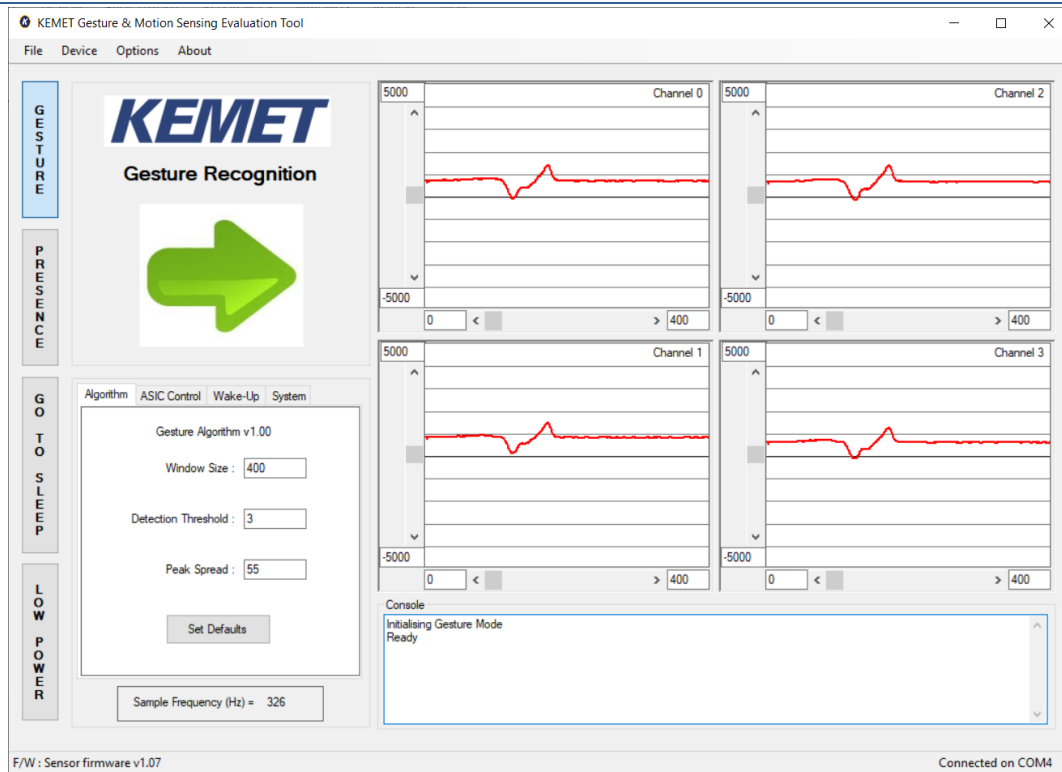 KEMET Gesture & Motion Sensing Evaluation Tool
File Device Options About
GESTURE
PRESENCE
GO TO SLEEP
LOW POWER
KEMET
Gesture Recognition
Algorithm ASIC Control Wake-Up System
Gesture Algorithm v1.00
Window Size : 400
Detection Threshold : 3
Peak Spread : 55
Set Defaults
Sample Frequency (Hz) = 326
5000 Channel 0
-5000
0 < > 400
5000 Channel 2
-5000
0 < > 400
5000 Channel 1
-5000
0 < > 400
5000 Channel 3
-5000
0 < > 400
Console
Initialising Gesture Mode
Ready
F/W : Sensor firmware v1.07
Connected on COM4